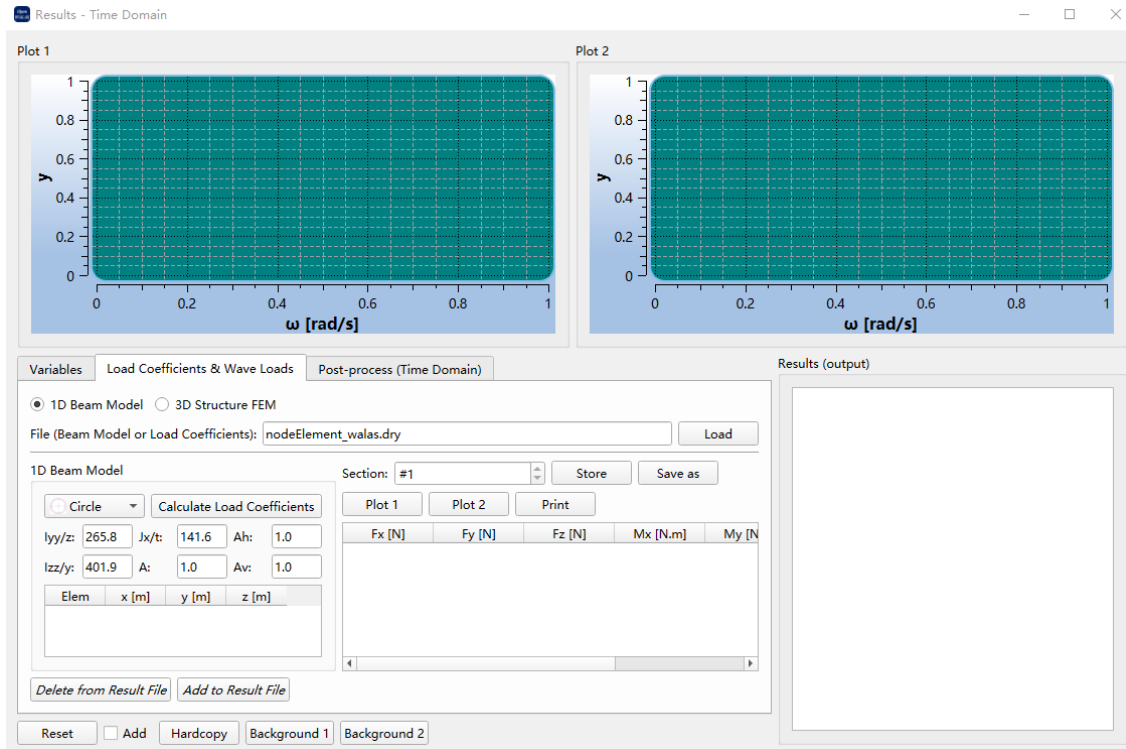 Results - Time Domain
Plot 1
Plot 2
1
0.8
0.6
0.4
0.2
0
y
0 0.2 0.4 0.6 0.8 1
ω [rad/s]
1
0.8
0.6
0.4
0.2
0
y
0 0.2 0.4 0.6 0.8 1
ω [rad/s]
Variables Load Coefficients & Wave Loads Post-process (Time Domain)
1D Beam Model 3D Structure FEM
File (Beam Model or Load Coefficients): nodeElement_walas.dry Load
1D Beam Model
Circle Calculate Load Coefficients
Iyy/z: 265.8 Jx/t: 141.6 Ah: 1.0
Izz/y: 401.9 A: 1.0 Av: 1.0
Elem x [m] y [m] z [m]
Section: #1 Store Save as
Plot 1 Plot 2 Print
Fx [N] Fy [N] Fz [N] Mx [N.m] My [N
Delete from Result File Add to Result File
Reset Add Hardcopy Background 1 Background 2
Results (output)